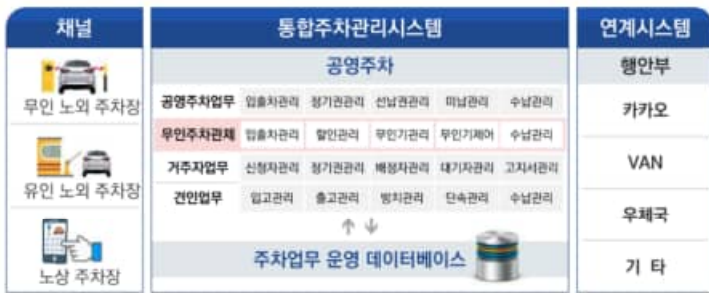 채널
무인 노외 주차장
유인 노외 주차장
노상 주차장
통합주차관리시스템
공영주차
공영주차업무 입출차관리 정기권관리 선납권관리 미납관리 수납관리
무인주차관제 입출차관리 할인관리 무인기관리 무인기제어 수납관리
거주자업무 신청자관리 정기권관리 배정자관리 대기자관리 고지서관리
견인업무 입고관리 출고관리 방치관리 단속관리 수납관리
주차업무 운영 데이터베이스
연계시스템
행안부
카카오
VAN
우체국
기 타